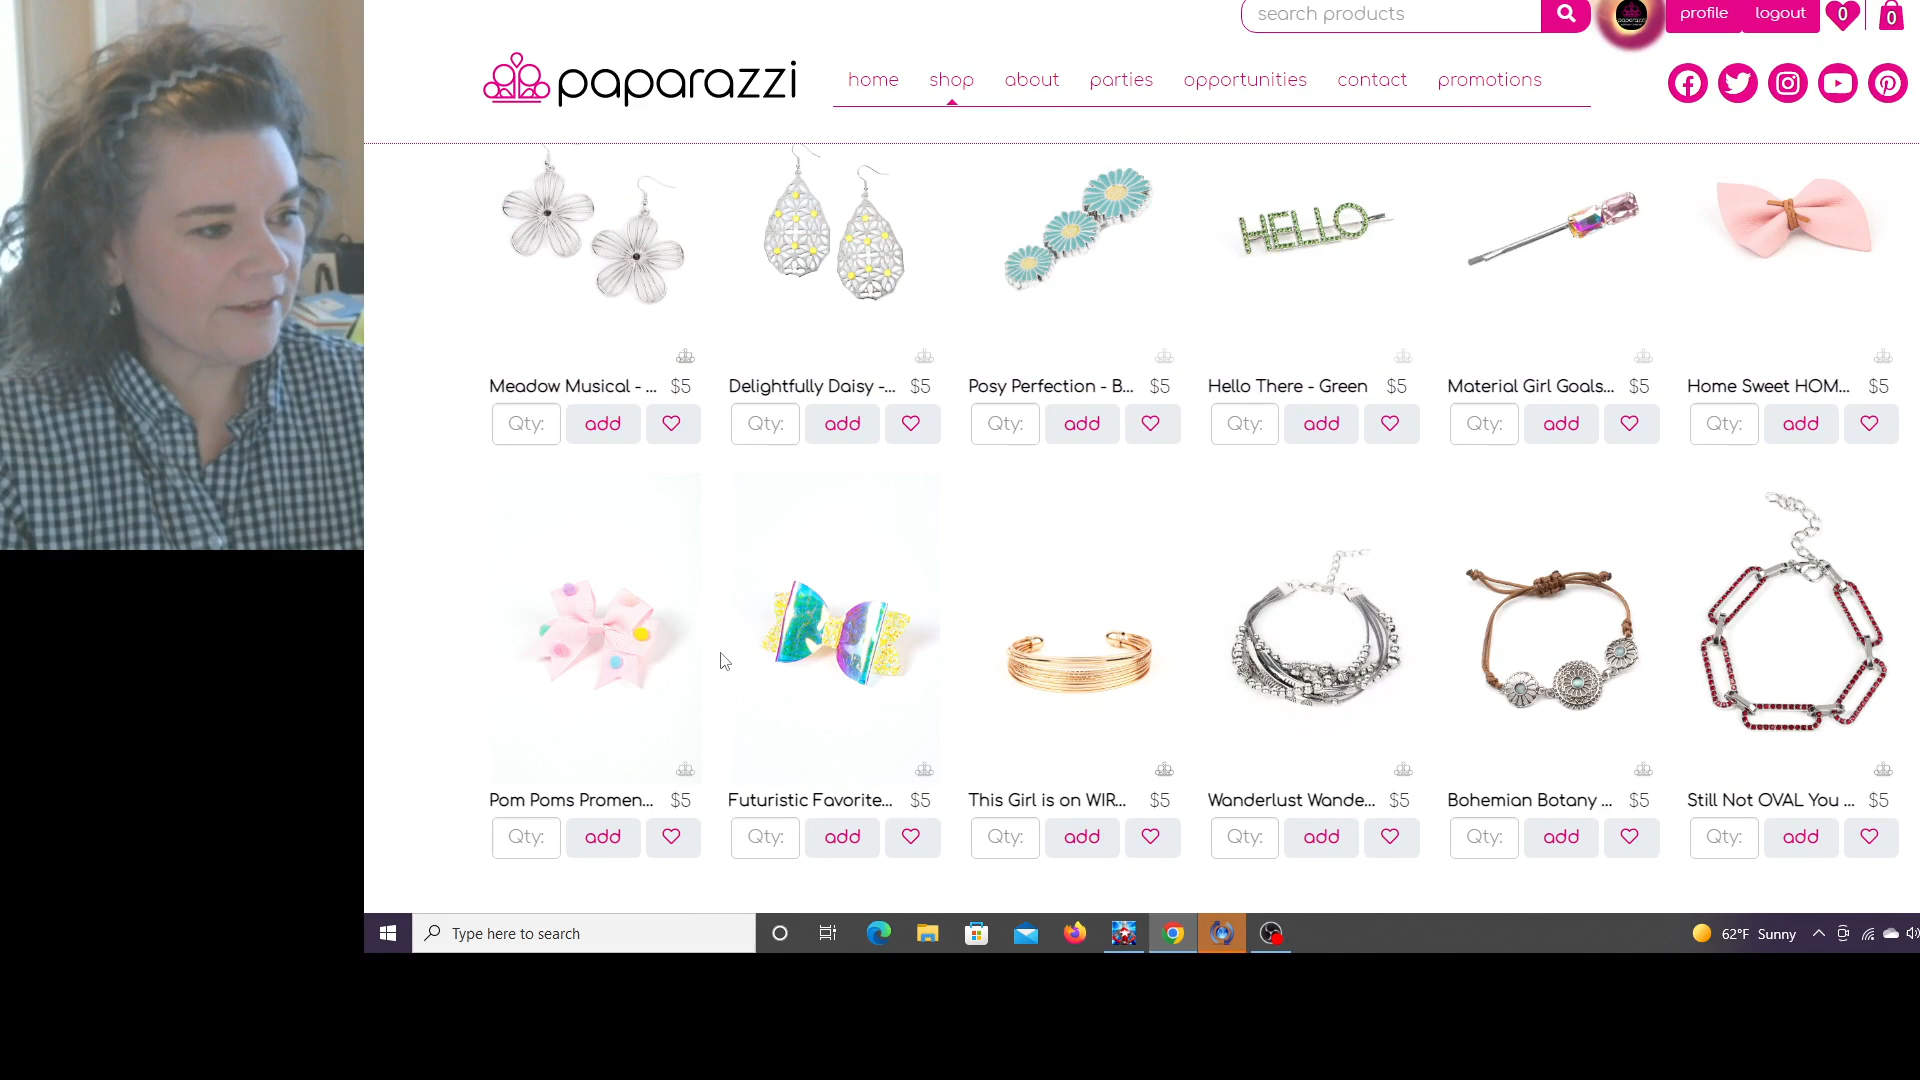 search products
profile
logout
0
0
paparazzi
home
shop
about
parties
opportunities
contact
promotions
HELLO
Meadow Musical - ... $5
Delightfully Daisy -... $5
Posy Perfection - B... $5
Hello There - Green $5
Material Girl Goals... $5
Home Sweet HOM... $5
Qty: add
Qty: add
Qty: add
Qty: add
Qty: add
Qty: add
Pom Poms Promen... $5
Futuristic Favorite... $5
This Girl is on WIR... $5
Wanderlust Wande... $5
Bohemian Botany ... $5
Still Not OVAL You ... $5
Qty: add
Qty: add
Qty: add
Qty: add
Qty: add
Qty: add
Type here to search
62°F Sunny